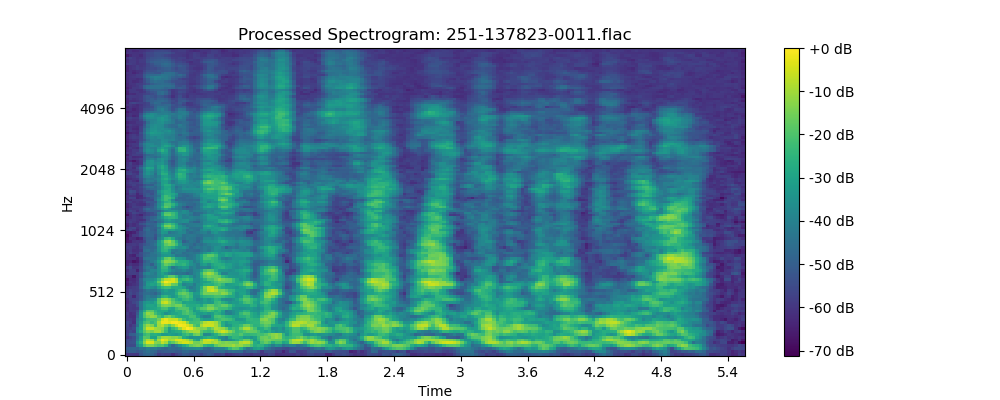 Processed Spectrogram: 251-137823-0011.flac
Hz
4096
2048
1024
512
0
0 0.6 1.2 1.8 2.4 3 3.6 4.2 4.8 5.4
Time
+0 dB
-10 dB
-20 dB
-30 dB
-40 dB
-50 dB
-60 dB
-70 dB